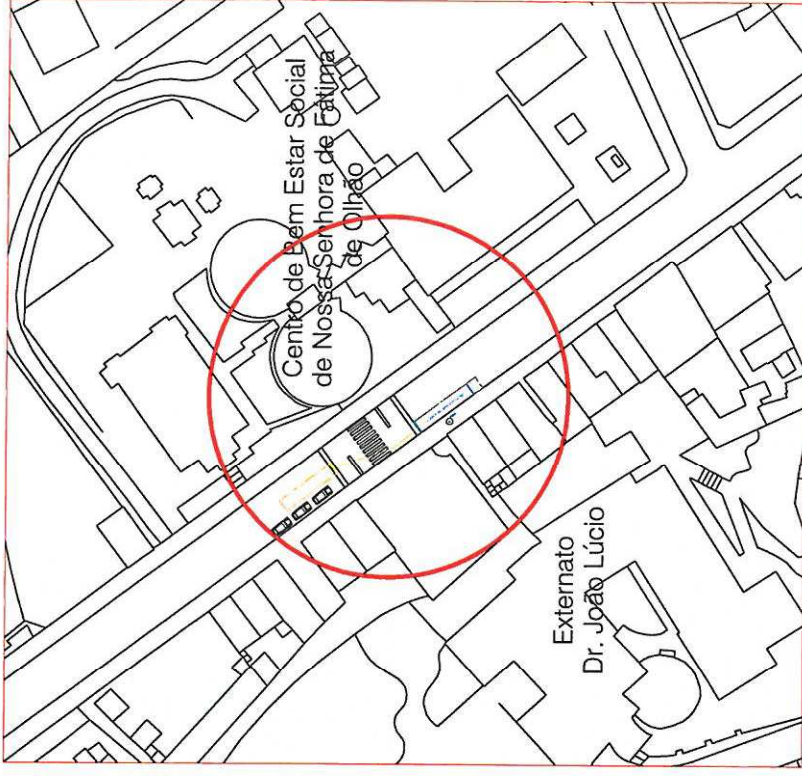 Centro de Bem Estar Social
de Nossa Senhora de Fátima
de Olhão
Externato
Dr. João Lúcio